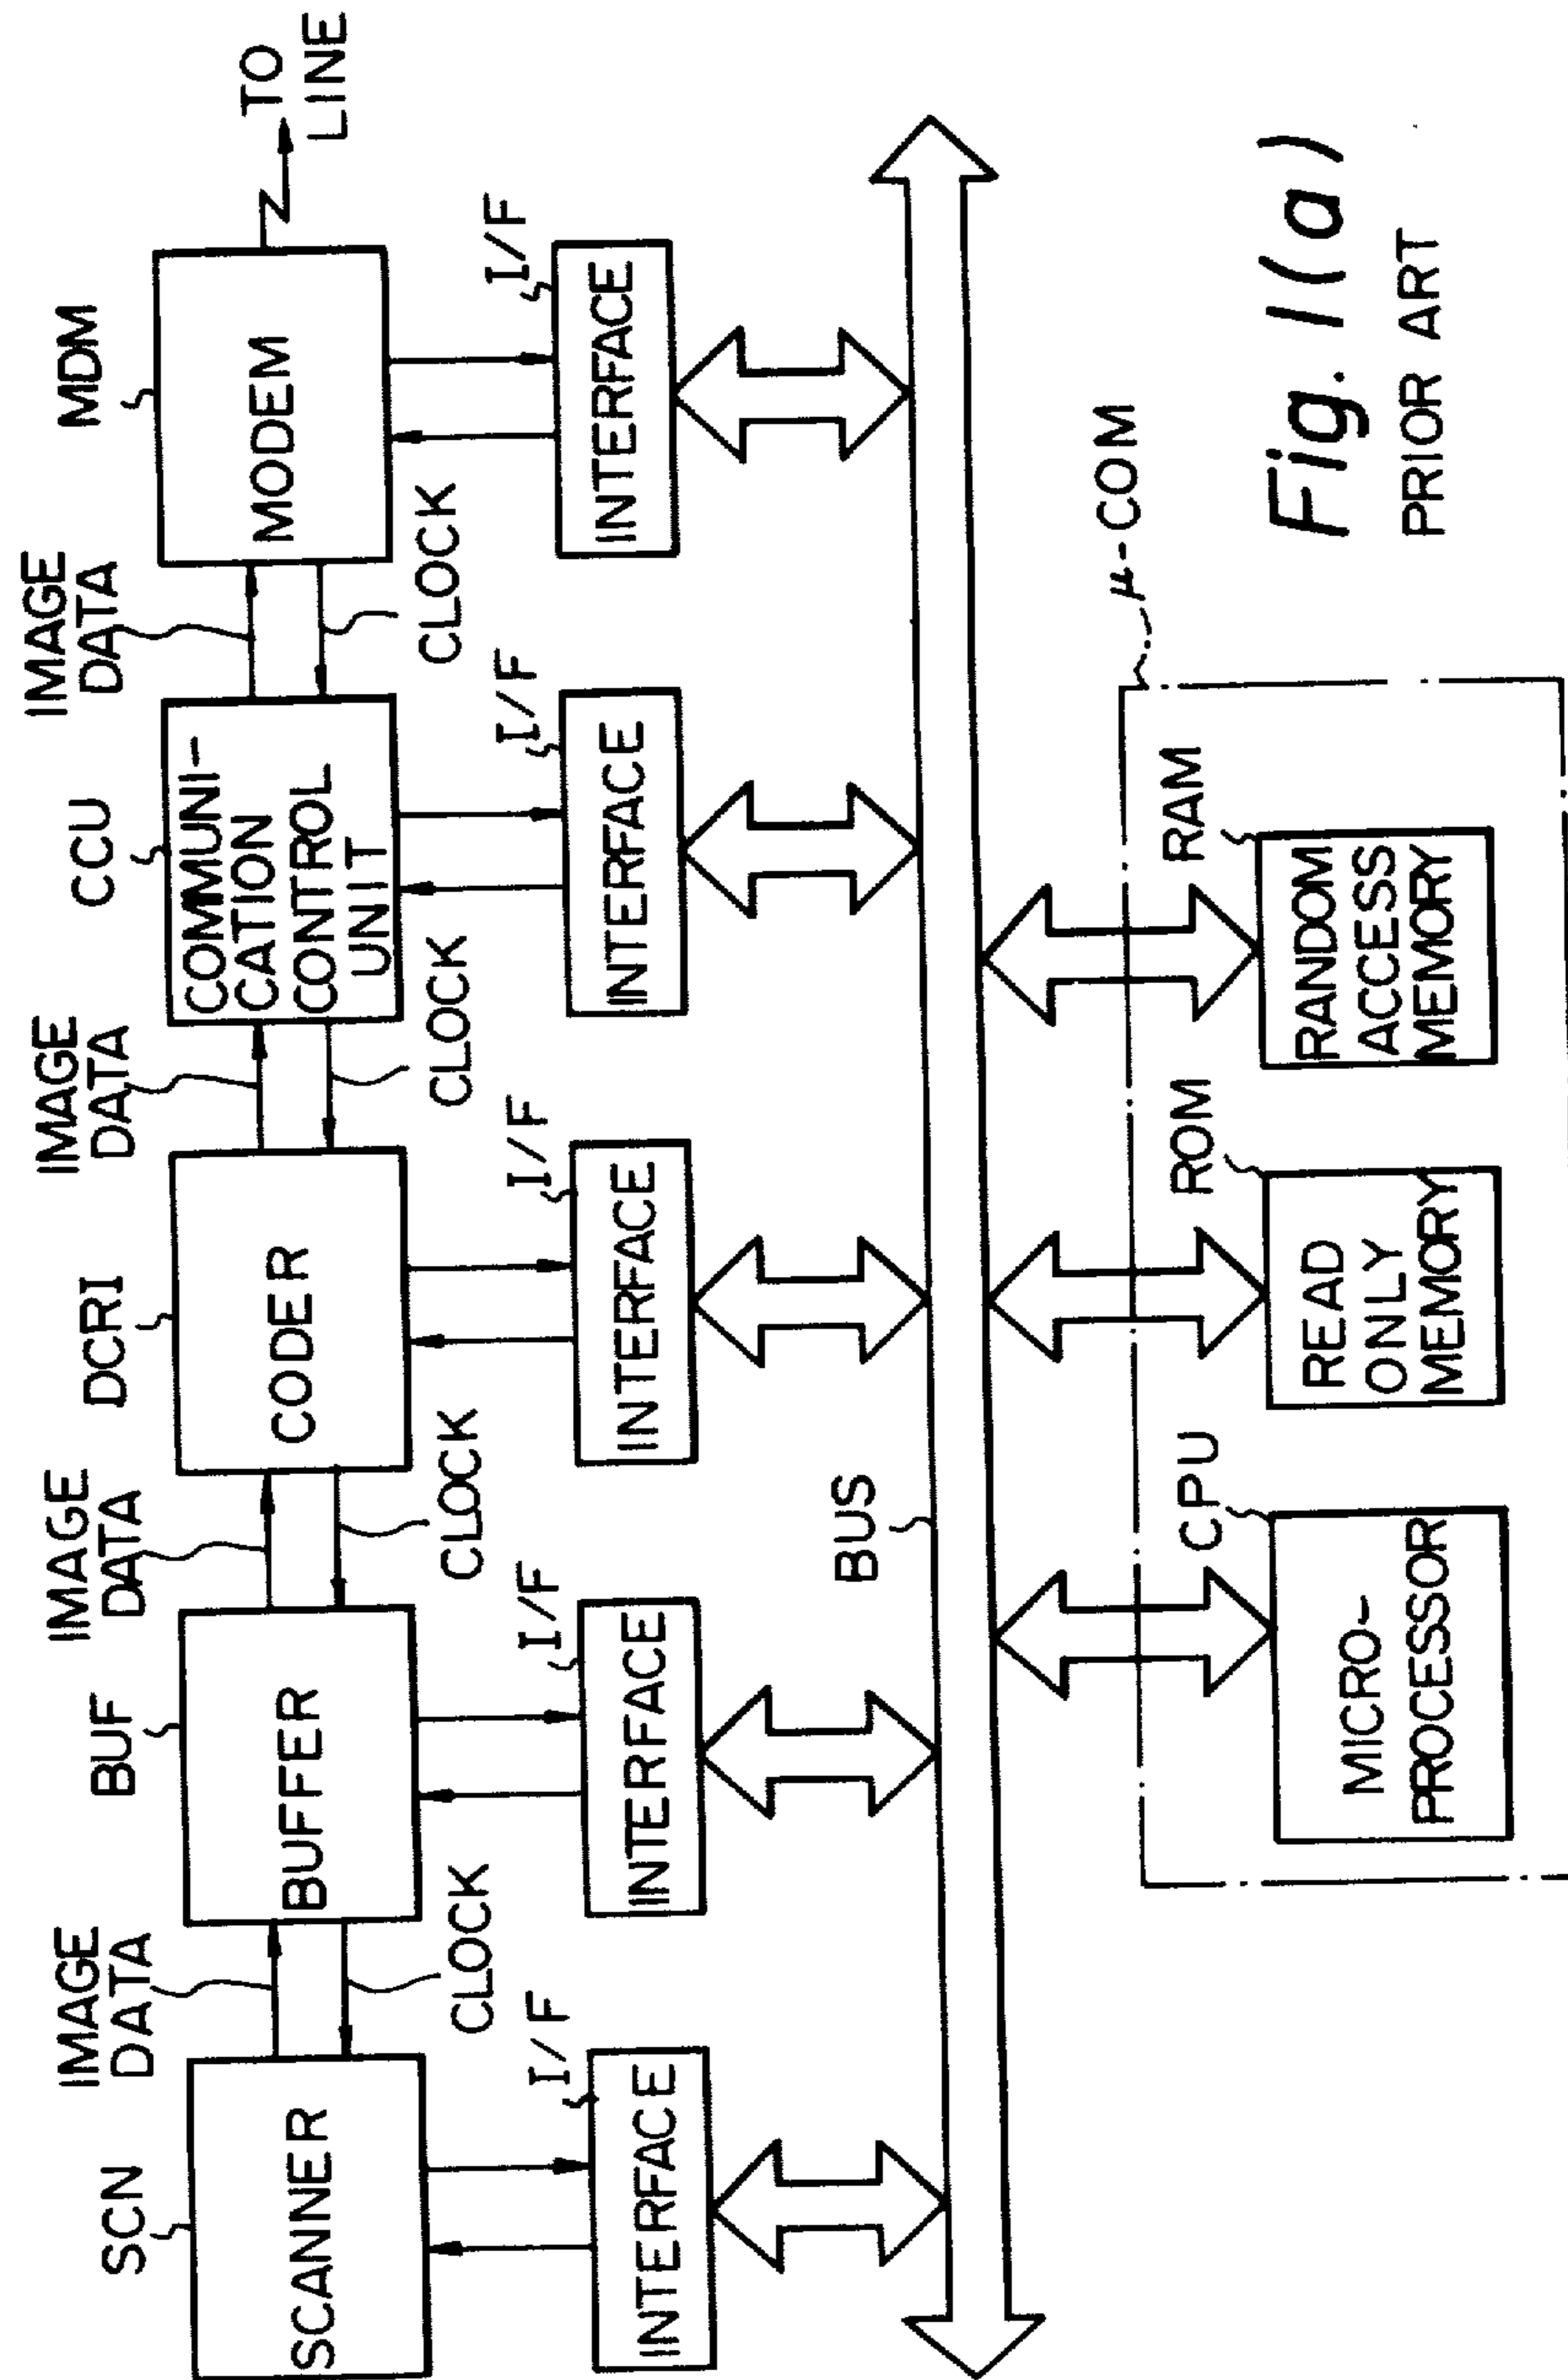 SCN
BUF
DCRI
CCU
MDM
IMAGE
DATA
IMAGE
DATA
IMAGE
DATA
IMAGE
DATA
SCANNER
BUFFER
CODER
COMMUNI-
CATION
CONTROL
UNIT
MODEM
TO
LINE
CLOCK
CLOCK
CLOCK
CLOCK
I/F
I/F
I/F
I/F
I/F
INTERFACE
INTERFACE
INTERFACE
INTERFACE
INTERFACE
BUS
μ-COM
CPU
ROM
RAM
MICRO-
PROCESSOR
READ
ONLY
MEMORY
RANDOM
ACCESS
MEMORY
Fig. 1(a)
PRIOR ART